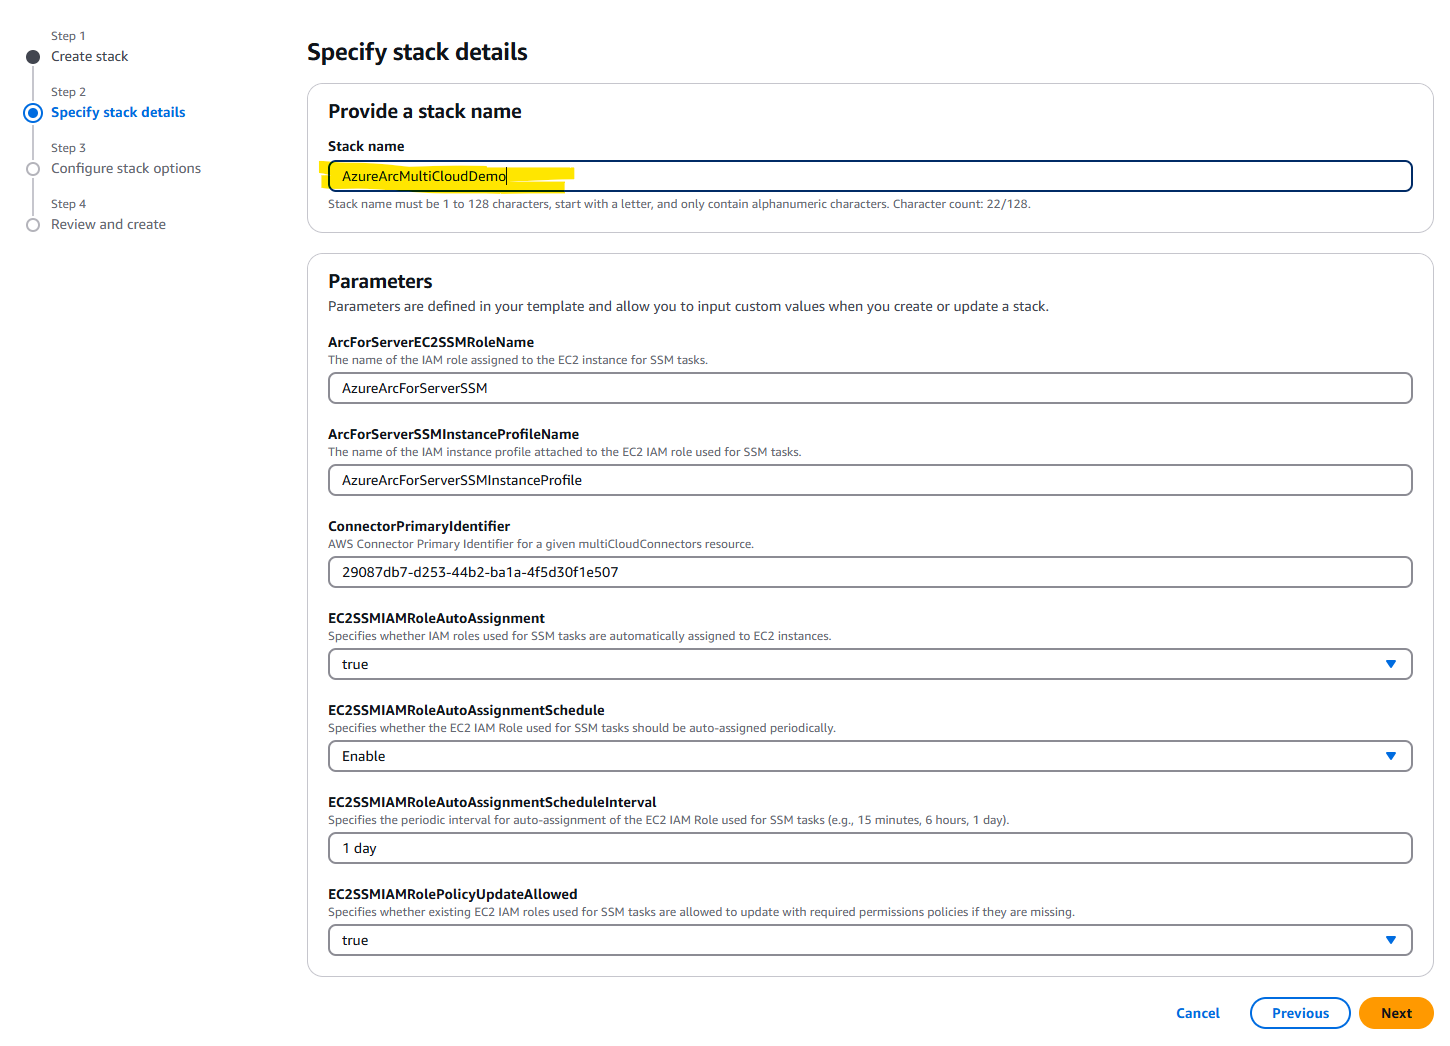 Step 1
Create stack
Step 2
Specify stack details
Step 3
Configure stack options
Step 4
Review and create
Specify stack details
Provide a stack name
Stack name
AzureArcMultiCloudDemo
Stack name must be 1 to 128 characters, start with a letter, and only contain alphanumeric characters. Character count: 22/128.
Parameters
Parameters are defined in your template and allow you to input custom values when you create or update a stack.
ArcForServerEC2SSMRoleName
The name of the IAM role assigned to the EC2 instance for SSM tasks.
AzureArcForServerSSM
ArcForServerSSMInstanceProfileName
The name of the IAM instance profile attached to the EC2 IAM role used for SSM tasks.
AzureArcForServerSSMInstanceProfile
ConnectorPrimaryIdentifier
AWS Connector Primary Identifier for a given multiCloudConnectors resource.
29087db7-d253-44b2-ba1a-4f5d30f1e507
EC2SSMIAMRoleAutoAssignment
Specifies whether IAM roles used for SSM tasks are automatically assigned to EC2 instances.
true
EC2SSMIAMRoleAutoAssignmentSchedule
Specifies whether the EC2 IAM Role used for SSM tasks should be auto-assigned periodically.
Enable
EC2SSMIAMRoleAutoAssignmentScheduleInterval
Specifies the periodic interval for auto-assignment of the EC2 IAM Role used for SSM tasks (e.g., 15 minutes, 6 hours, 1 day).
1 day
EC2SSMIAMRolePolicyUpdateAllowed
Specifies whether existing EC2 IAM roles used for SSM tasks are allowed to update with required permissions policies if they are missing.
true
Cancel
Previous
Next